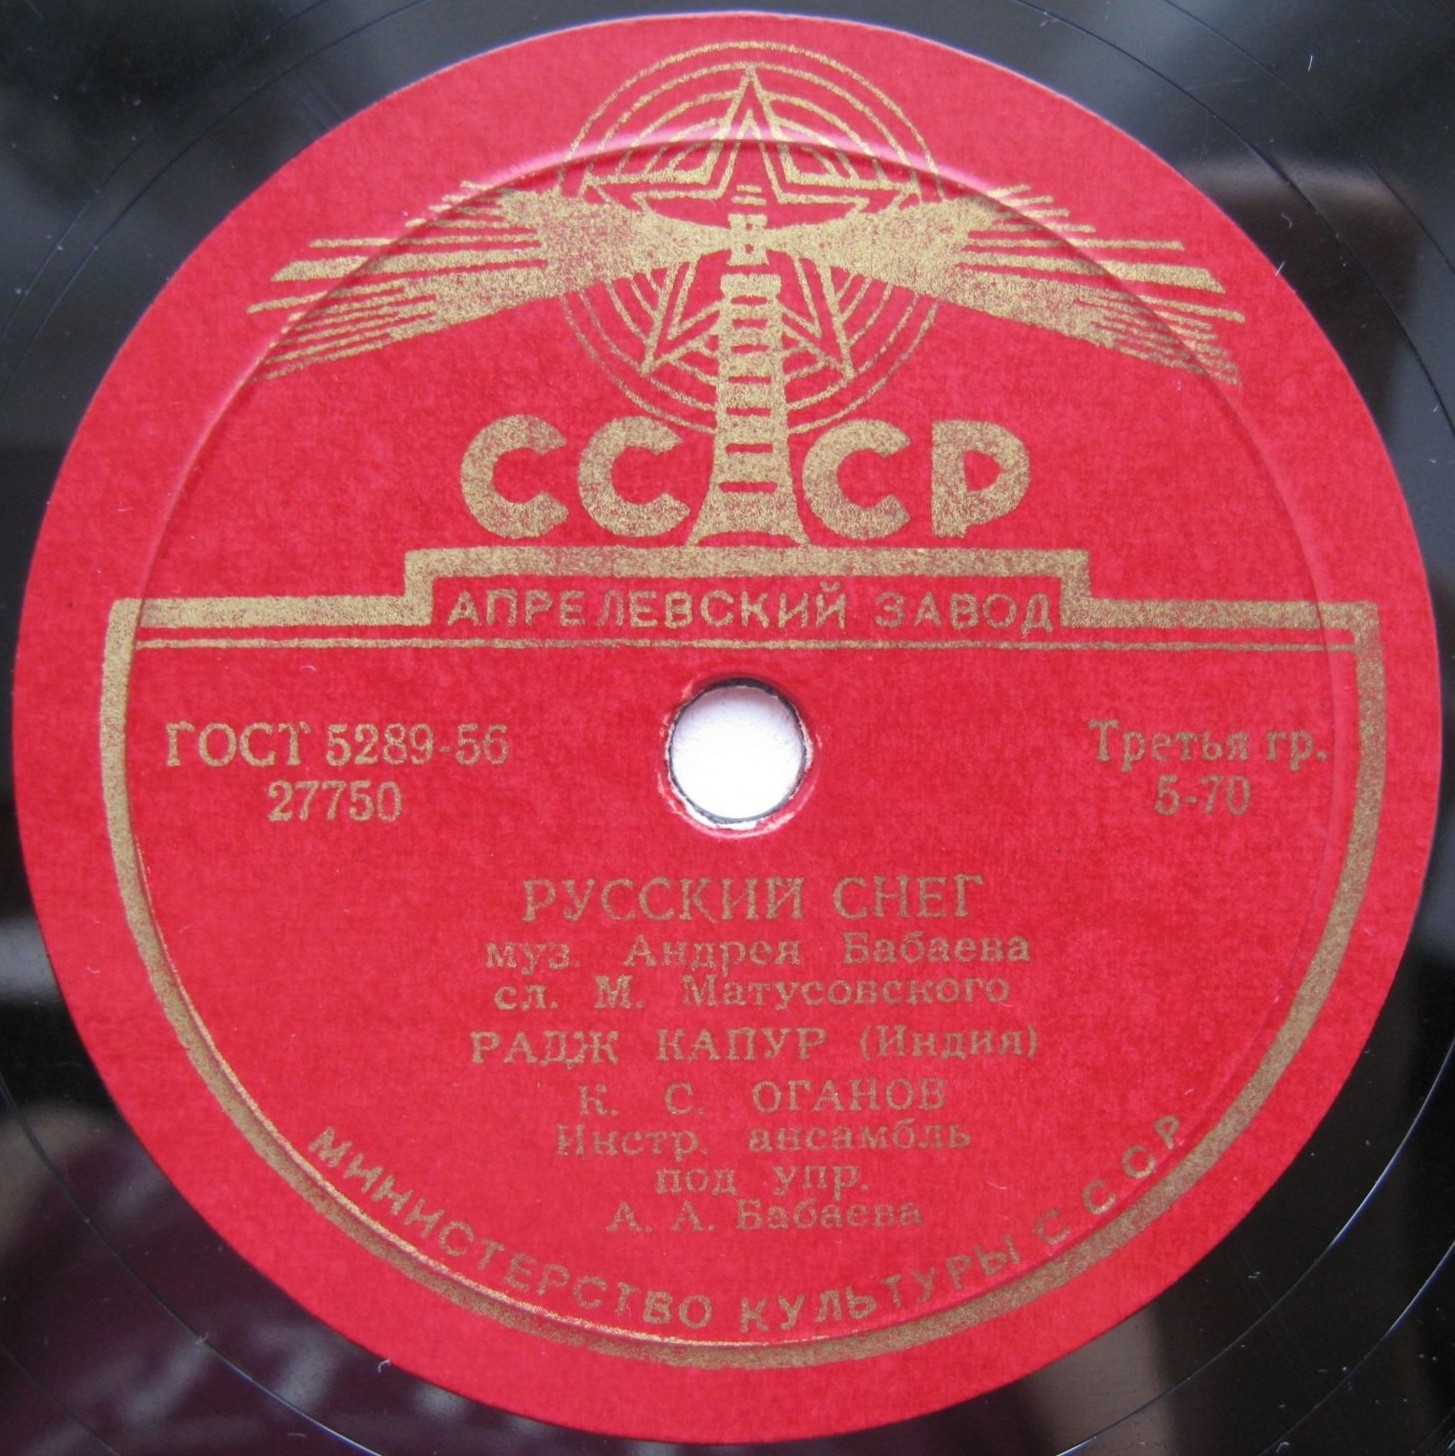 СССР
АПРЕЛЕВСКИЙ ЗАВОД
ГОСТ 5289-56
27750
Третья гр.
5-70
РУССКИЙ СНЕГ
муз. Андрея Бабаева
сл. М. Матусовского
РАДЖ КАПУР (Индия)
К. С. ОГАНОВ
Инстр. ансамбль
под упр.
А. А. Бабаева
МИНИСТЕРСТВО КУЛЬТУРЫ СССР